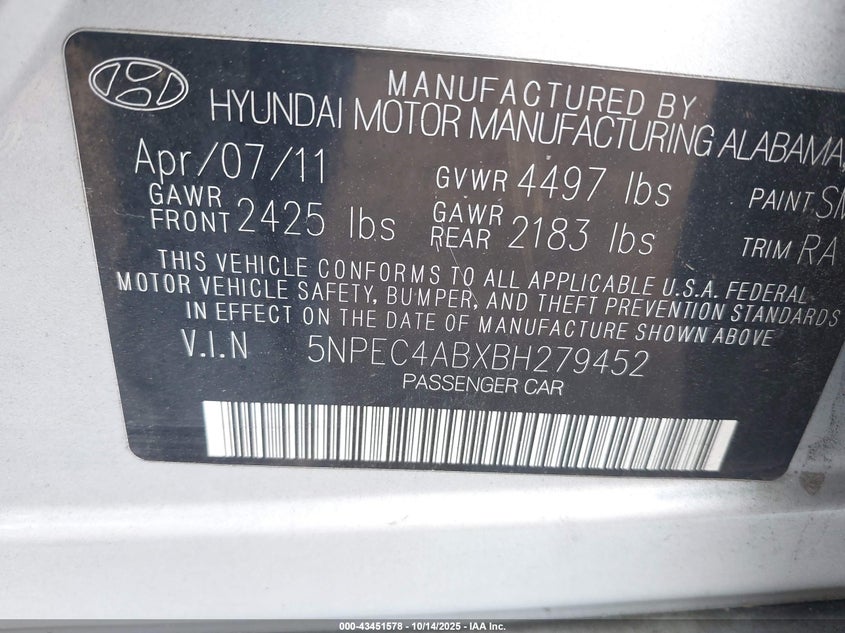 MANUFACTURED BY
HYUNDAI MOTOR MANUFACTURING ALABAMA,
Apr/07/11 GVWR 4497 lbs PAINT SM
GAWR FRONT 2425 lbs GAWR REAR 2183 lbs TRIM RA
THIS VEHICLE CONFORMS TO ALL APPLICABLE U.S.A. FEDERAL
MOTOR VEHICLE SAFETY, BUMPER, AND THEFT PREVENTION STANDARDS
IN EFFECT ON THE DATE OF MANUFACTURE SHOWN ABOVE
V.I.N 5NPEC4ABXBH279452
PASSENGER CAR
000-43451578 - 10/14/2025 - IAA Inc.